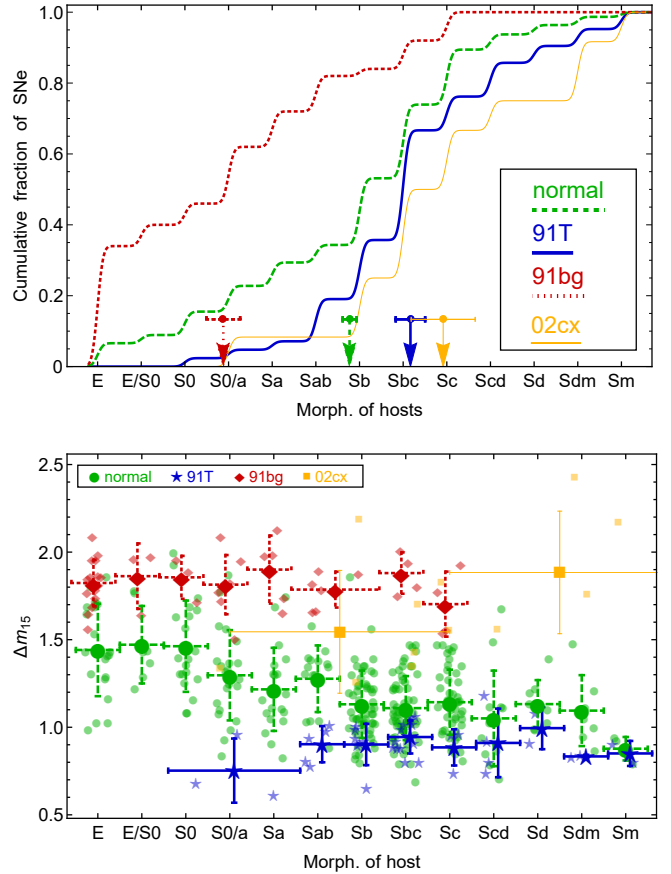 Cumulative fraction of SNe
1.0
0.8
0.6
0.4
0.2
0
normal
91T
91bg
02cx
E E/S0 S0 S0/a Sa Sab Sb Sbc Sc Scd Sd Sdm Sm
Morph. of hosts
Δm15
2.5
2.0
1.5
1.0
0.5
normal 91T 91bg 02cx
E E/S0 S0 S0/a Sa Sab Sb Sbc Sc Scd Sd Sdm Sm
Morph. of host